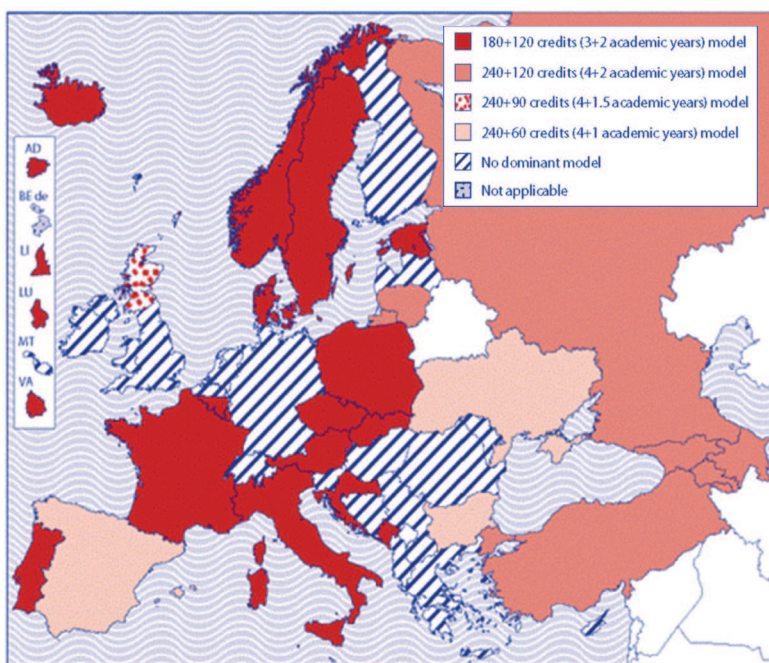 180+120 credits (3+2 academic years) model
240+120 credits (4+2 academic years) model
240+90 credits (4+1.5 academic years) model
240+60 credits (4+1 academic years) model
No dominant model
Not applicable
AD
BE de
LI
LU
MT
VA